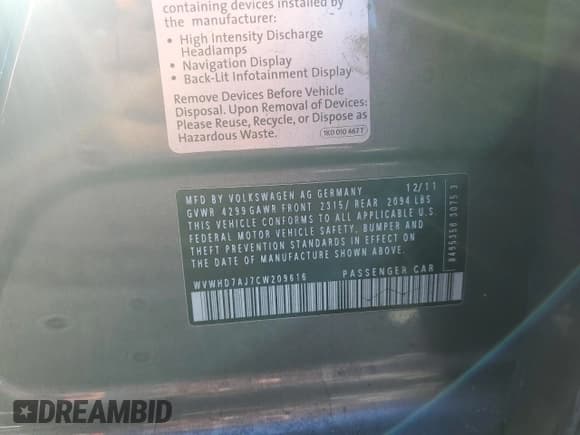 containing devices installed by
the manufacturer:
• High Intensity Discharge
Headlamps
• Navigation Display
• Back-Lit Infotainment Display
Remove Devices Before Vehicle
Disposal. Upon Removal of Devices:
Please Reuse, Recycle, or Dispose as
Hazardous Waste.
1K0 010 467 T
MFD BY VOLKSWAGEN AG GERMANY 12/11
GVWR 4299 GAWR FRONT 2315/ REAR 2094 LBS
THIS VEHICLE CONFORMS TO ALL APPLICABLE U.S.
FEDERAL MOTOR VEHICLE SAFETY, BUMPER AND
THEFT PREVENTION STANDARDS IN EFFECT ON
THE DATE OF MANUFACTURE SHOWN ABOVE.
WVWHD7AJ7CW209616 PASSENGER CAR
DREAMBID